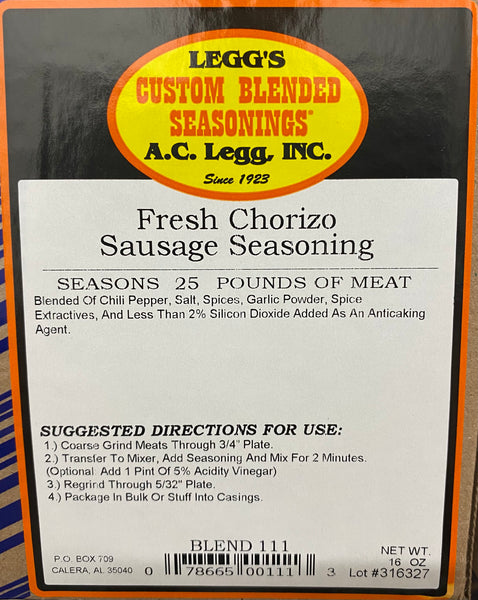 LEGG'S
CUSTOM BLENDED
SEASONINGS®
A.C. Legg, INC.
Since 1923
Fresh Chorizo
Sausage Seasoning
SEASONS 25 POUNDS OF MEAT
Blended Of Chili Pepper, Salt, Spices, Garlic Powder, Spice
Extractives, And Less Than 2% Silicon Dioxide Added As An Anticaking
Agent.
SUGGESTED DIRECTIONS FOR USE:
1.) Coarse Grind Meats Through 3/4" Plate.
2.) Transfer To Mixer, Add Seasoning And Mix For 2 Minutes.
(Optional: Add 1 Pint Of 5% Acidity Vinegar)
3.) Regrind Through 5/32" Plate.
4.) Package In Bulk Or Stuff Into Casings.
BLEND 111
P.O. BOX 709
CALERA, AL 35040
0 78665 00111 3
NET WT.
16 OZ
Lot #316327